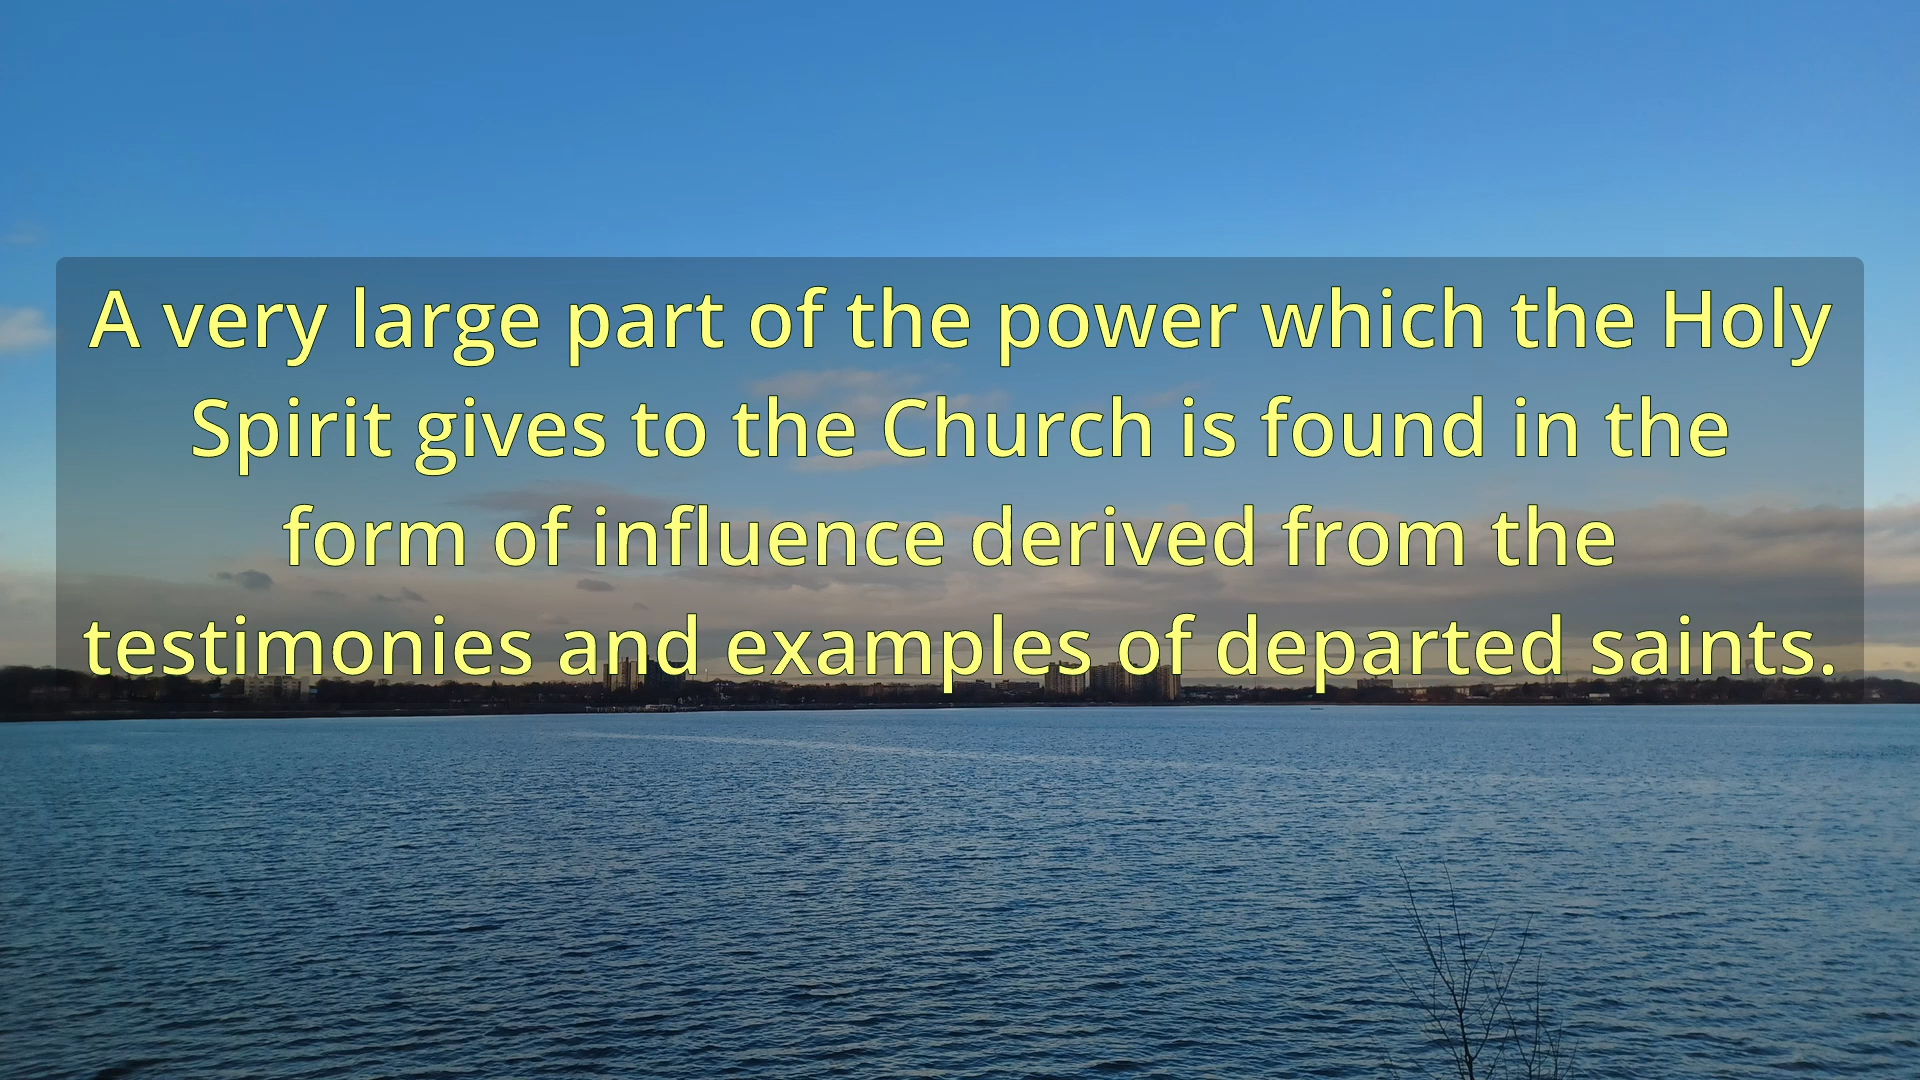 A very large part of the power which the Holy
Spirit gives to the Church is found in the
form of influence derived from the
testimonies and examples of departed saints.